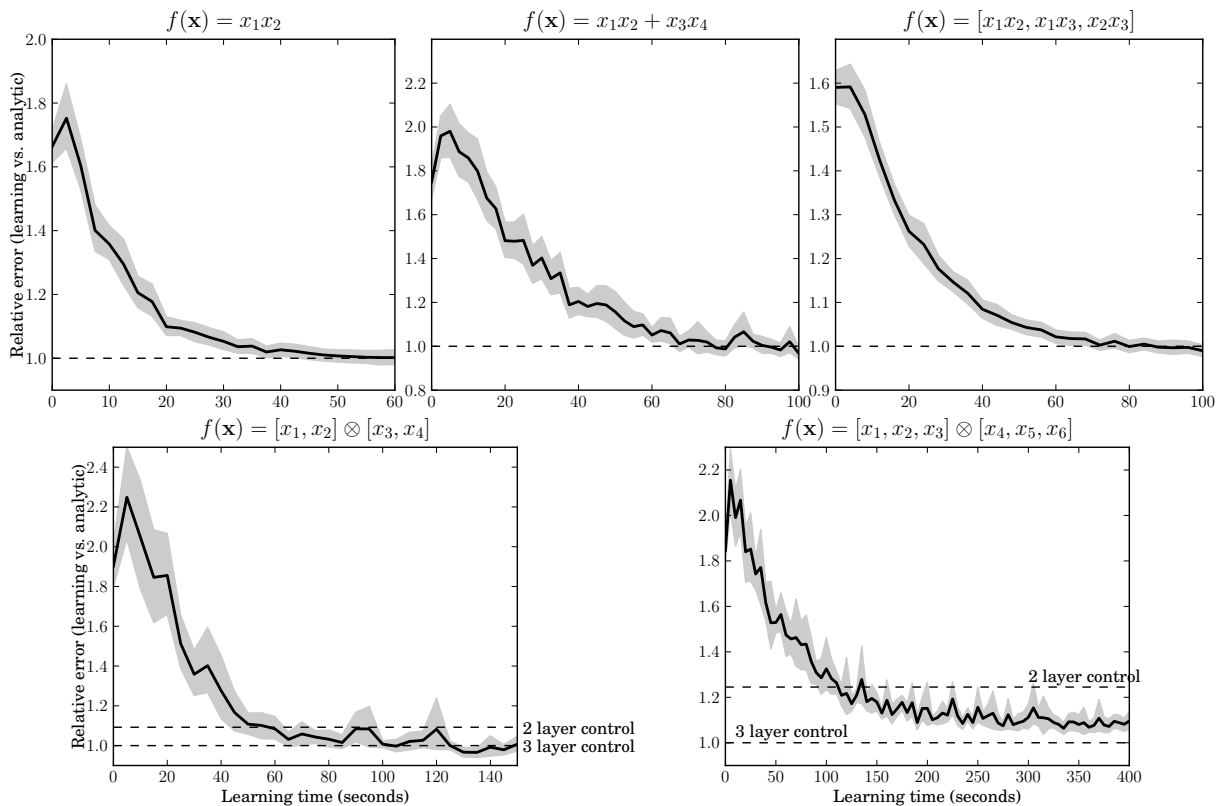 f(x) = x₁x₂
f(x) = x₁x₂ + x₃x₄
f(x) = [x₁x₂, x₁x₃, x₂x₃]
Relative error (learning vs. analytic)
2.0
1.8
1.6
1.4
1.2
1.0
0 10 20 30 40 50 60
2.2
2.0
1.8
1.6
1.4
1.2
1.0
0.8
0 20 40 60 80 100
1.6
1.5
1.4
1.3
1.2
1.1
1.0
0.9
0 20 40 60 80 100
f(x) = [x₁, x₂] ⊗ [x₃, x₄]
f(x) = [x₁, x₂, x₃] ⊗ [x₄, x₅, x₆]
Relative error (learning vs. analytic)
2.4
2.2
2.0
1.8
1.6
1.4
1.2
1.0
2 layer control
3 layer control
0 20 40 60 80 100 120 140
Learning time (seconds)
2.2
2.0
1.8
1.6
1.4
1.2
1.0
2 layer control
3 layer control
0 50 100 150 200 250 300 350 400
Learning time (seconds)